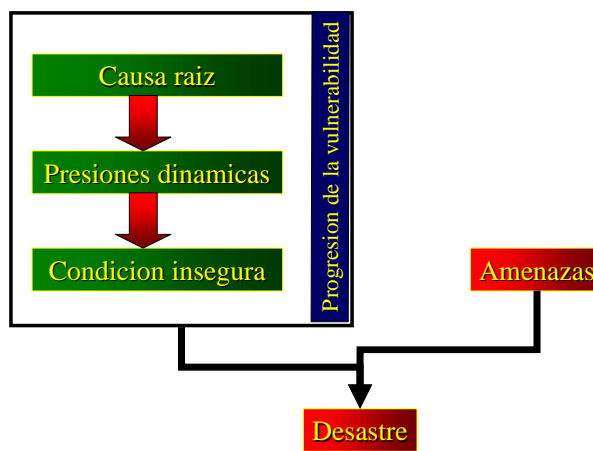 Causa raiz
Presiones dinamicas
Condicion insegura
Progresion de la vulnerabilidad
Amenazas
Desastre